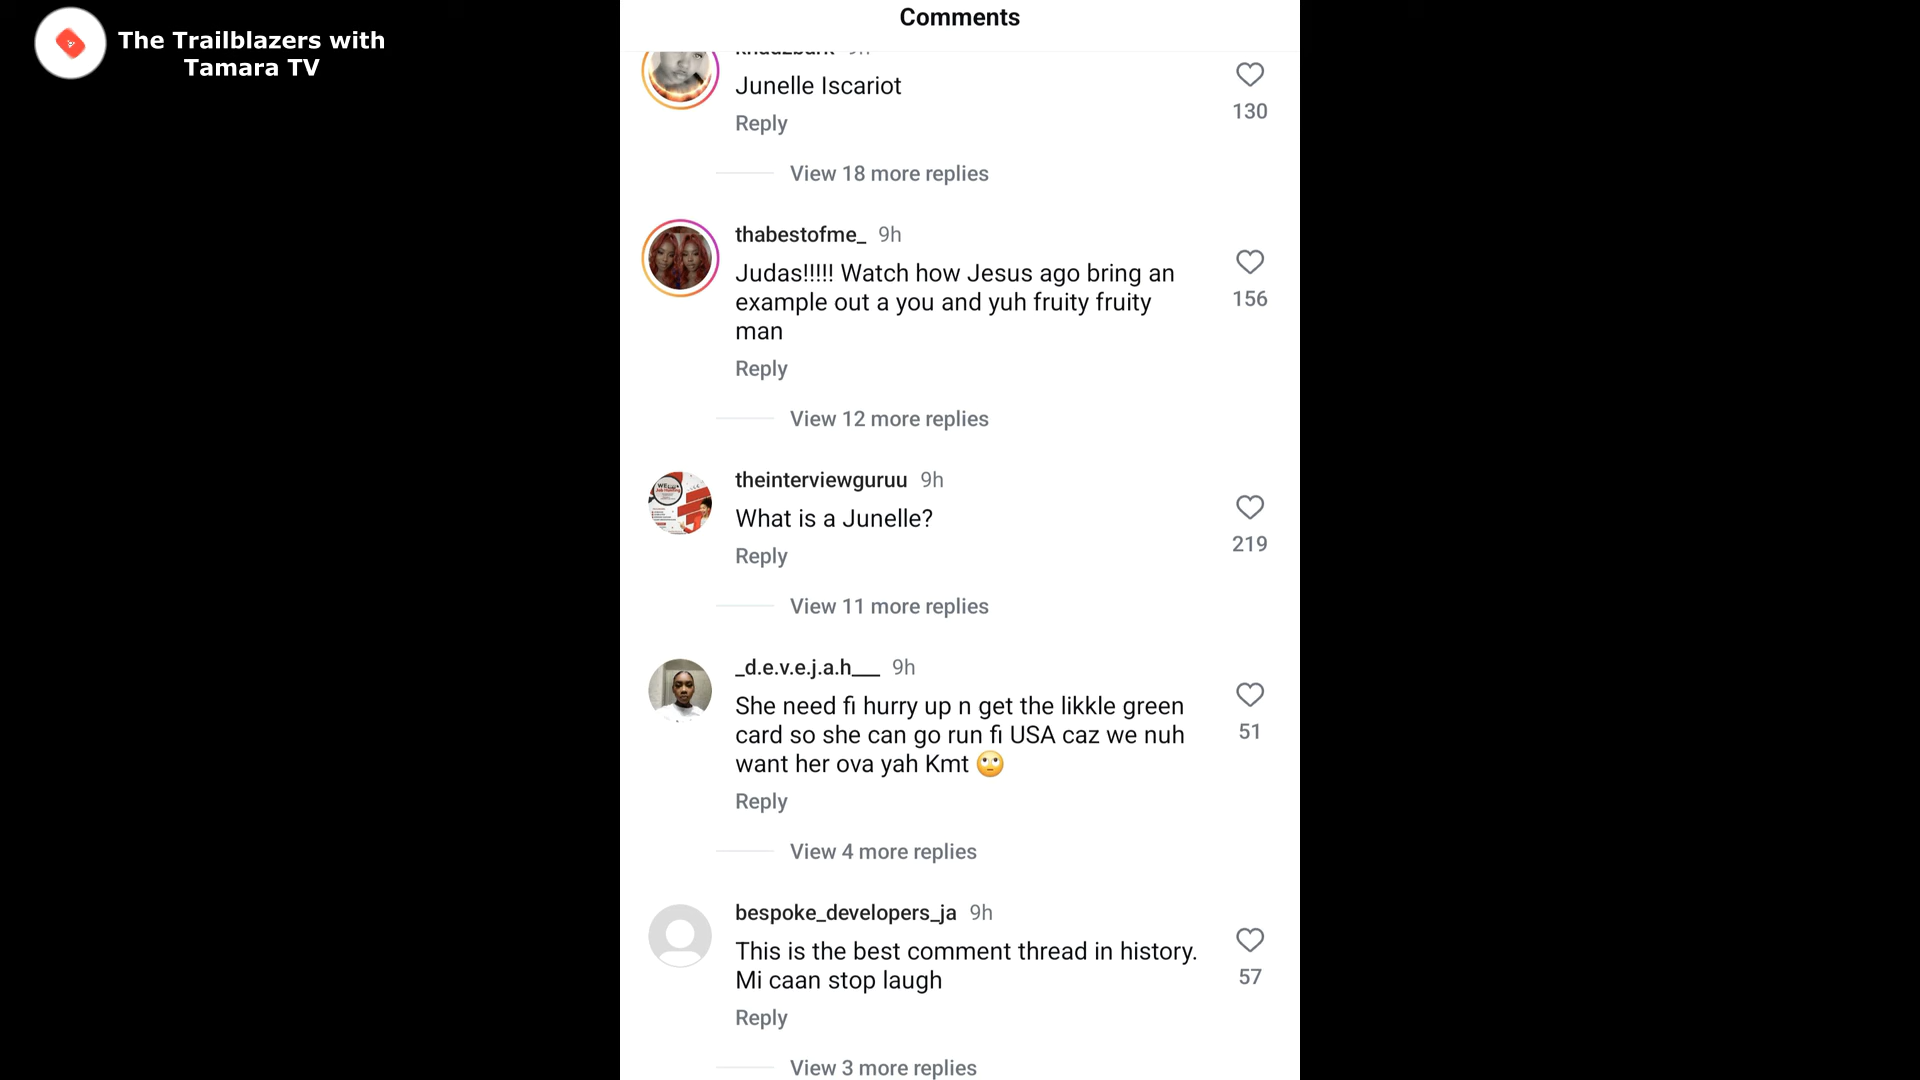 The Trailblazers with
Tamara TV
Comments
9h
Junelle Iscariot
130
Reply
View 18 more replies
thabestofme_ 9h
Judas!!!!! Watch how Jesus ago bring an
example out a you and yuh fruity fruity
man
156
Reply
View 12 more replies
theinterviewguruu 9h
What is a Junelle?
219
Reply
View 11 more replies
_d.e.v.e.j.a.h___ 9h
She need fi hurry up n get the likkle green
card so she can go run fi USA caz we nuh
want her ova yah Kmt 🙄
51
Reply
View 4 more replies
bespoke_developers_ja 9h
This is the best comment thread in history.
Mi caan stop laugh
57
Reply
View 3 more replies